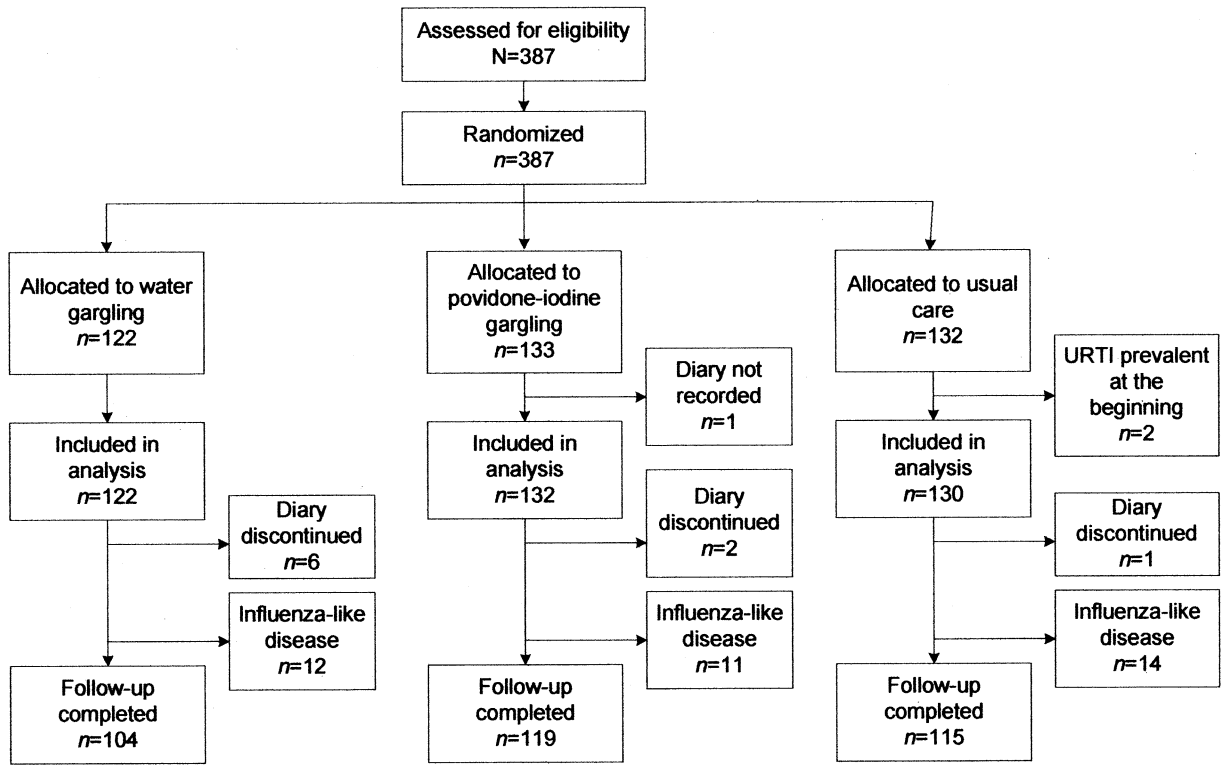 Assessed for eligibility
N=387
Randomized
n=387
Allocated to water
gargling
n=122
Allocated to
povidone-iodine
gargling
n=133
Allocated to usual
care
n=132
Diary not
recorded
n=1
URTI prevalent
at the
beginning
n=2
Included in
analysis
n=122
Included in
analysis
n=132
Included in
analysis
n=130
Diary
discontinued
n=6
Diary
discontinued
n=2
Diary
discontinued
n=1
Influenza-like
disease
n=12
Influenza-like
disease
n=11
Influenza-like
disease
n=14
Follow-up
completed
n=104
Follow-up
completed
n=119
Follow-up
completed
n=115